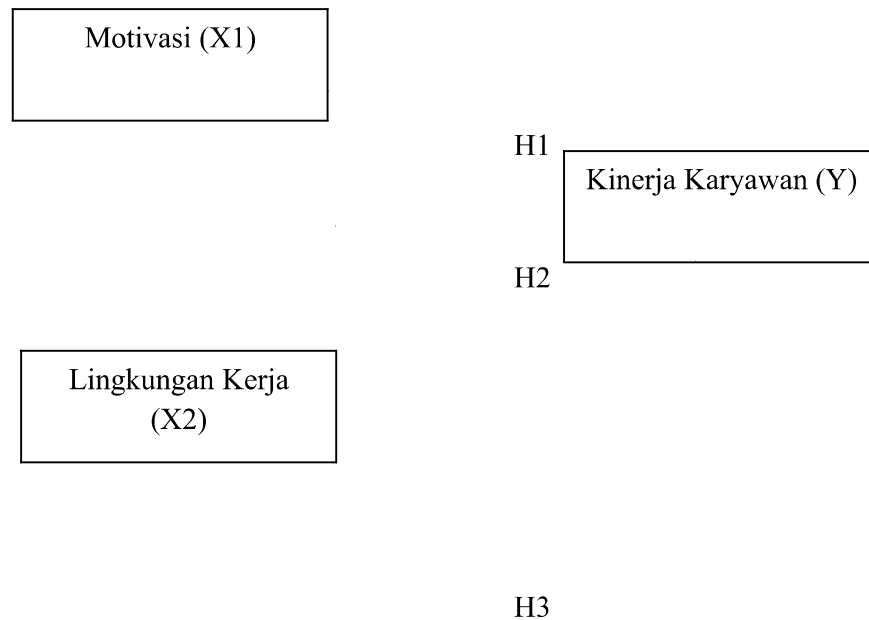 Motivasi (X1)
H1
Kinerja Karyawan (Y)
H2
Lingkungan Kerja
(X2)
H3